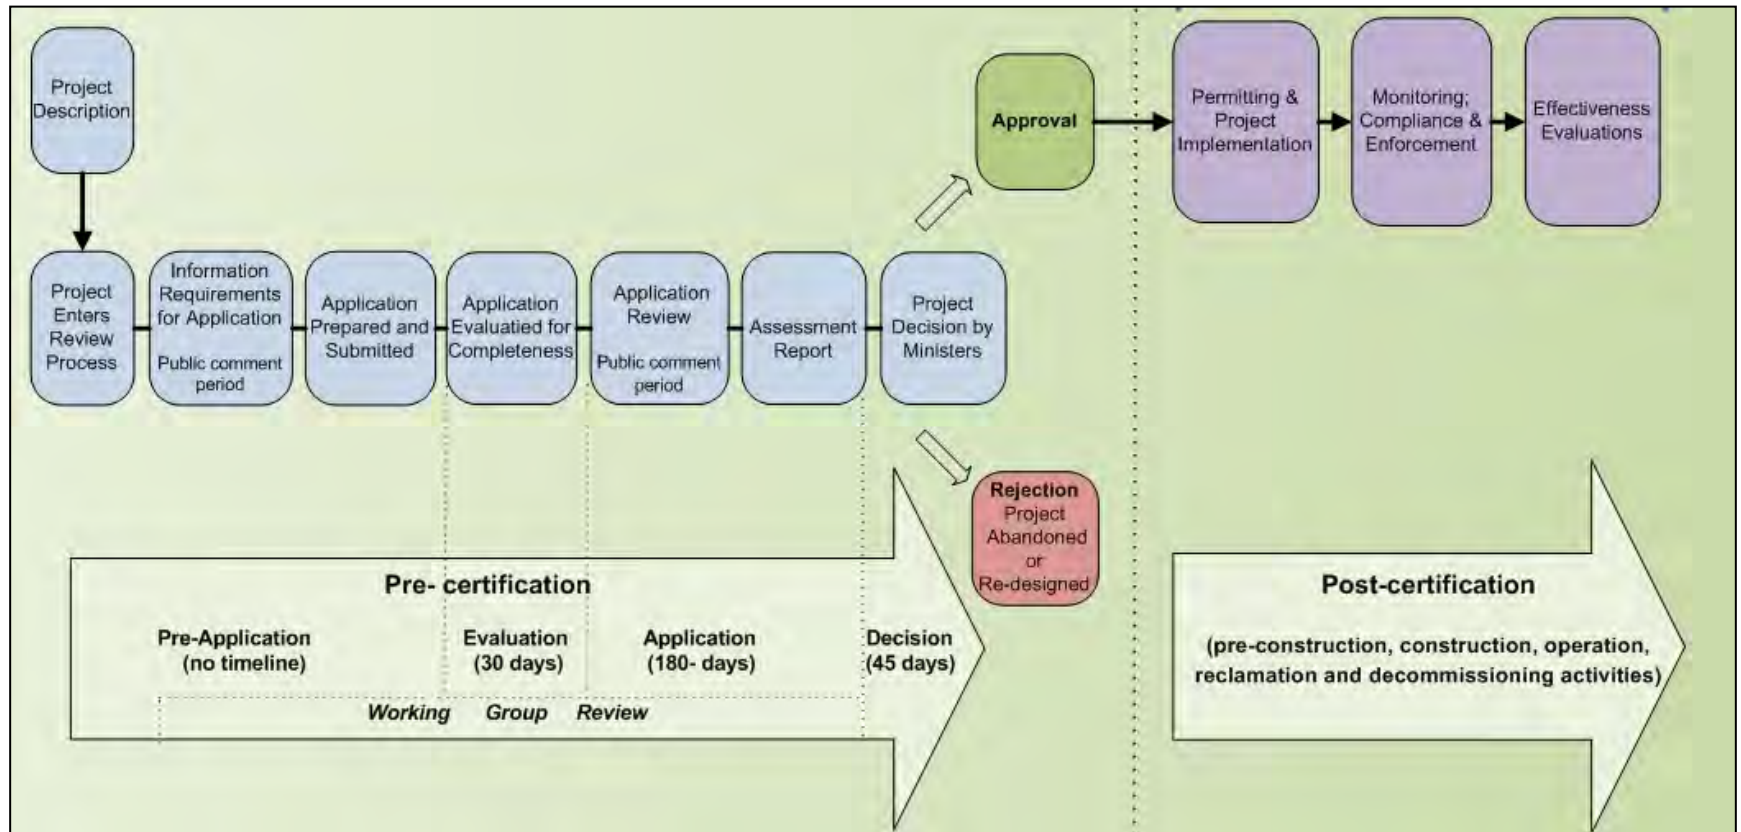 Project
Description
Project
Enters
Review
Process
Information
Requirements
for Application
Public comment
period
Application
Prepared and
Submitted
Application
Evaluatied for
Completeness
Application
Review
Public comment
period
Assessment
Report
Project
Decision by
Ministers
Approval
Rejection
Project
Abandoned
or
Re-designed
Permitting &
Project
Implementation
Monitoring;
Compliance &
Enforcement
Effectiveness
Evaluations
Pre- certification
Pre-Application
(no timeline)
Evaluation
(30 days)
Application
(180- days)
Decision
(45 days)
Working Group Review
Post-certification
(pre-construction, construction, operation,
reclamation and decommissioning activities)